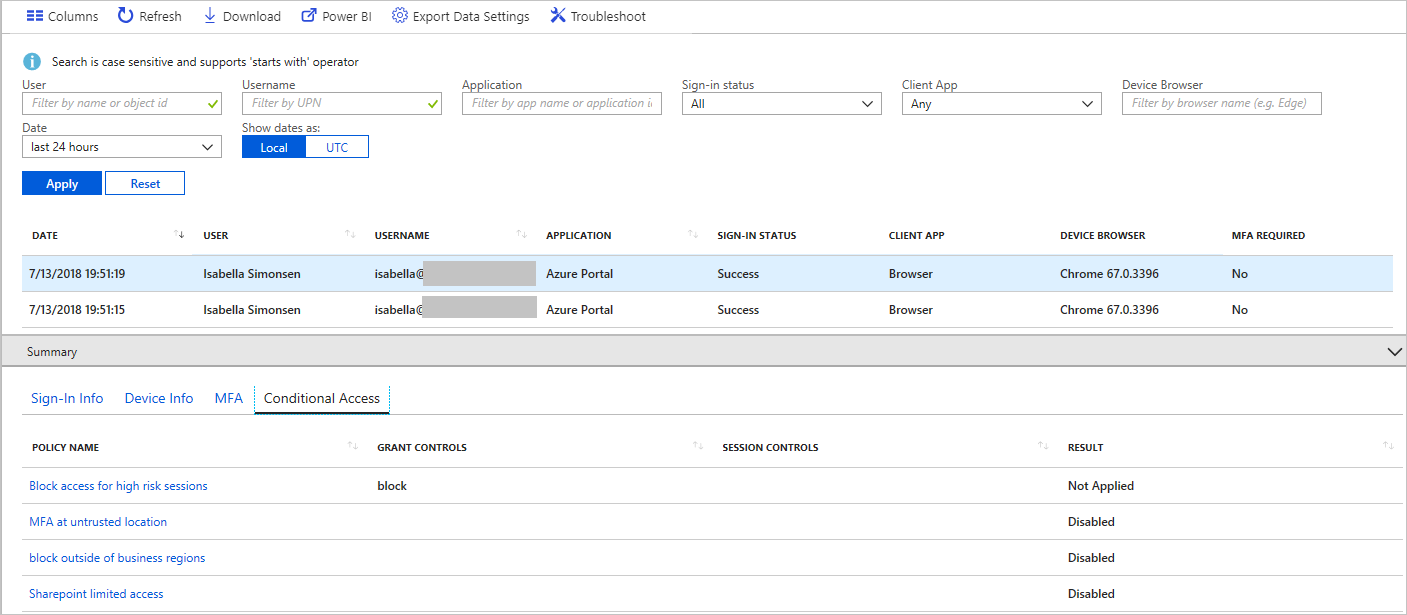 Columns Refresh Download Power BI Export Data Settings Troubleshoot
Search is case sensitive and supports 'starts with' operator
User Username Application Sign-in status Client App Device Browser
Filter by name or object id Filter by UPN Filter by app name or application i All Any Filter by browser name (e.g. Edge)
Date Show dates as:
last 24 hours Local UTC
Apply Reset
DATE USER USERNAME APPLICATION SIGN-IN STATUS CLIENT APP DEVICE BROWSER MFA REQUIRED
7/13/2018 19:51:19 Isabella Simonsen isabella@ Azure Portal Success Browser Chrome 67.0.3396 No
7/13/2018 19:51:15 Isabella Simonsen isabella@ Azure Portal Success Browser Chrome 67.0.3396 No
Summary
Sign-In Info Device Info MFA Conditional Access
POLICY NAME GRANT CONTROLS SESSION CONTROLS RESULT
Block access for high risk sessions block Not Applied
MFA at untrusted location Disabled
block outside of business regions Disabled
Sharepoint limited access Disabled